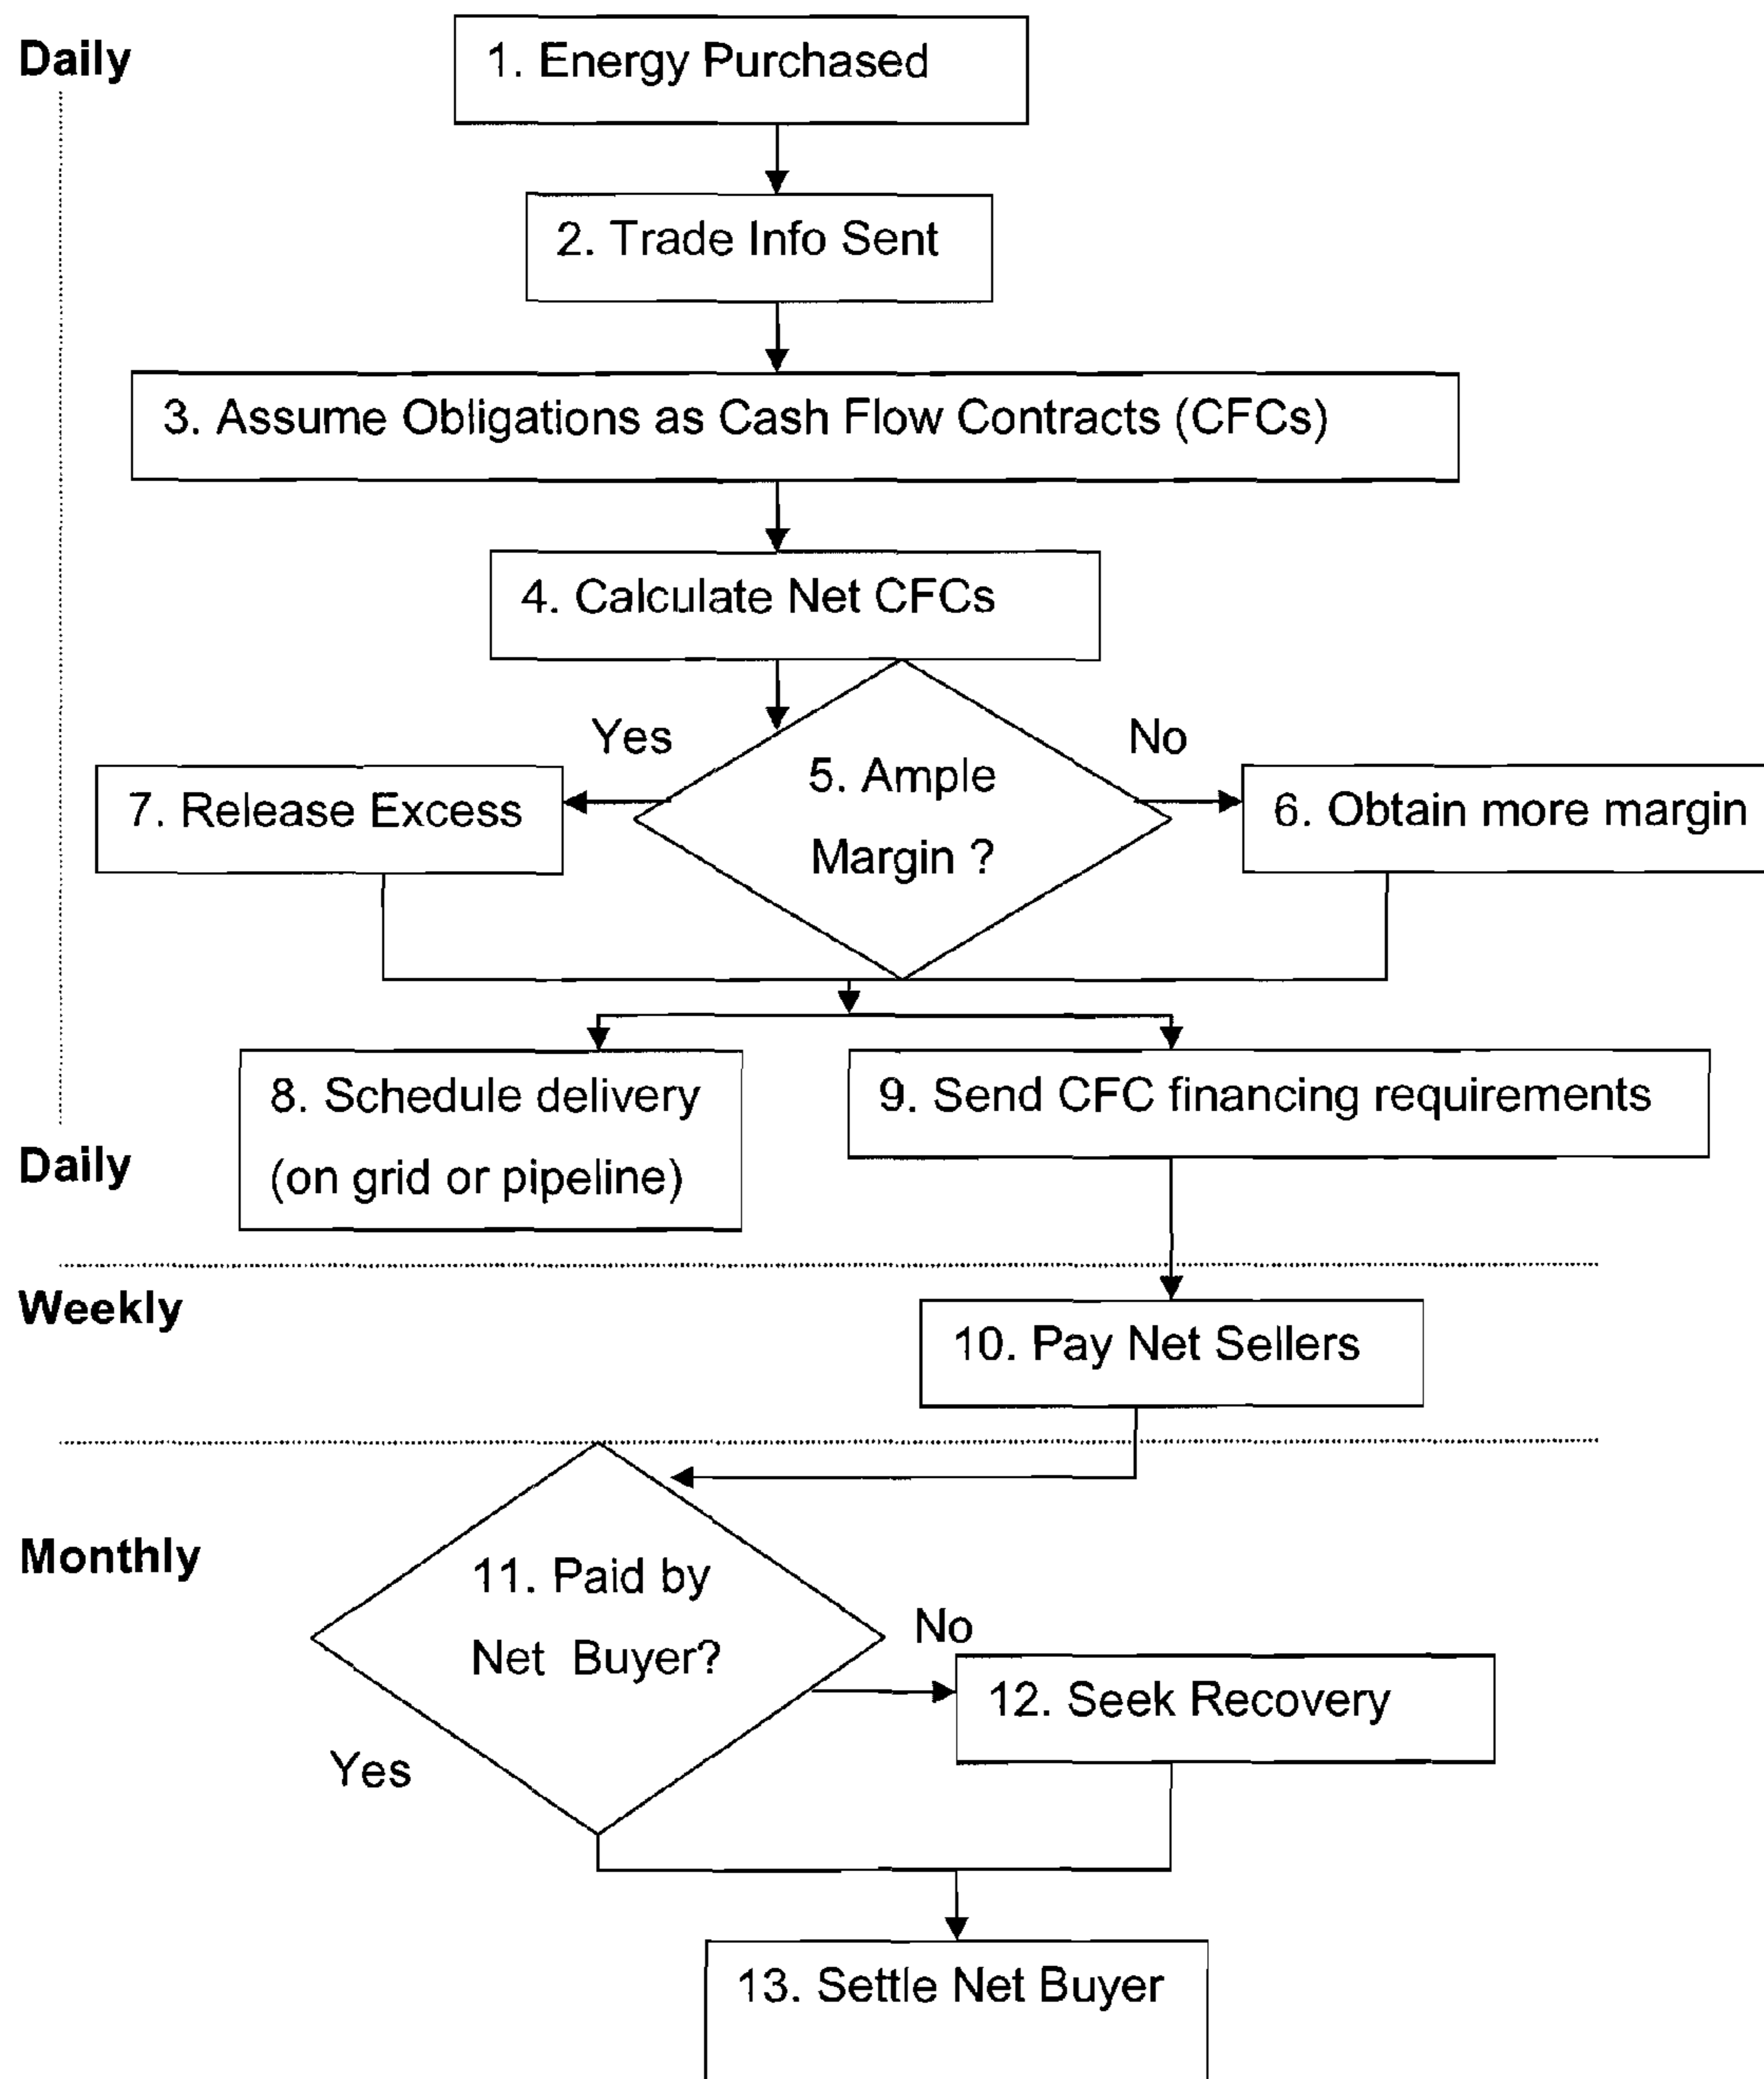 Daily
1. Energy Purchased
2. Trade Info Sent
3. Assume Obligations as Cash Flow Contracts (CFCs)
4. Calculate Net CFCs
Yes
No
5. Ample
Margin ?
7. Release Excess
6. Obtain more margin
8. Schedule delivery
(on grid or pipeline)
9. Send CFC financing requirements
Daily
Weekly
10. Pay Net Sellers
Monthly
11. Paid by
Net Buyer?
No
12. Seek Recovery
Yes
13. Settle Net Buyer